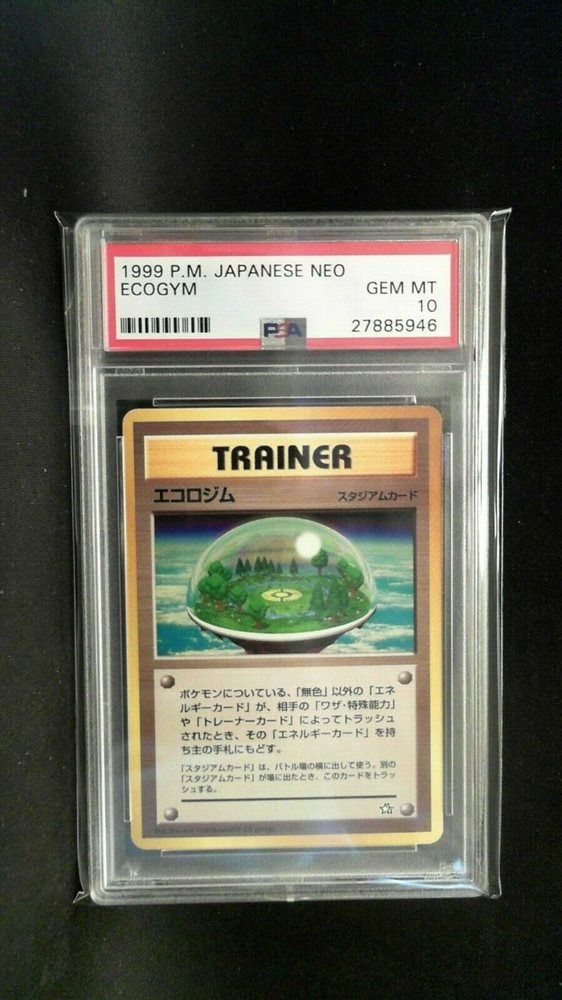 1999 P.M. JAPANESE NEO
ECOGYM
GEM MT
10
PSA
27885946
TRAINER
エコロジム
スタジアムカード
ポケモンについている、「無色」以外の「エネ
ルギーカード」が、相手の「ワザ・特殊能力」
や「トレーナーカード」によってトラッシュ
されたとき、その「エネルギーカード」を持
ち主の手札にもどす。
「スタジアムカード」は、バトル場の横に出して使う。別の
「スタジアムカード」が場に出たとき、このカードをトラッ
シュする。